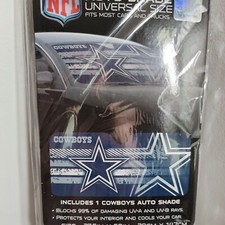 NFL
UNIVERSAL SIZE
FITS MOST CARS AND TRUCKS
COWBOYS
INCLUDES 1 COWBOYS AUTO SHADE
• BLOCKS 99% OF DAMAGING UV-A AND UV-B RAYS
• PROTECTS YOUR INTERIOR AND COOLS YOUR CAR